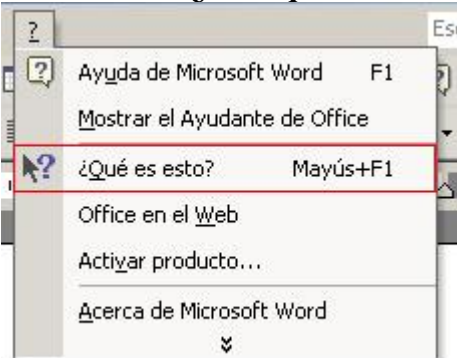 ?
Es
Ayuda de Microsoft Word F1
Mostrar el Ayudante de Office
¿Qué es esto? Mayús+F1
Office en el Web
Activar producto...
Acerca de Microsoft Word